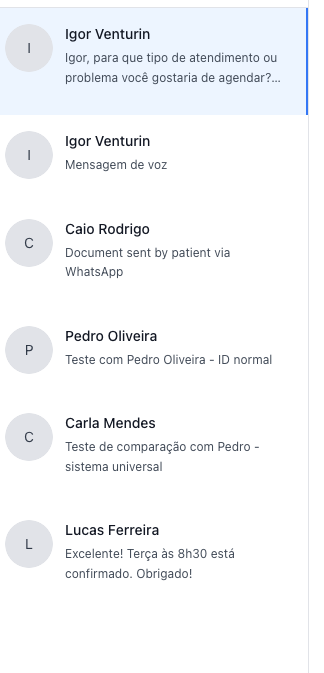 I
Igor Venturin
Igor, para que tipo de atendimento ou
problema você gostaria de agendar?...
I
Igor Venturin
Mensagem de voz
C
Caio Rodrigo
Document sent by patient via
WhatsApp
P
Pedro Oliveira
Teste com Pedro Oliveira - ID normal
C
Carla Mendes
Teste de comparação com Pedro -
sistema universal
L
Lucas Ferreira
Excelente! Terça às 8h30 está
confirmado. Obrigado!